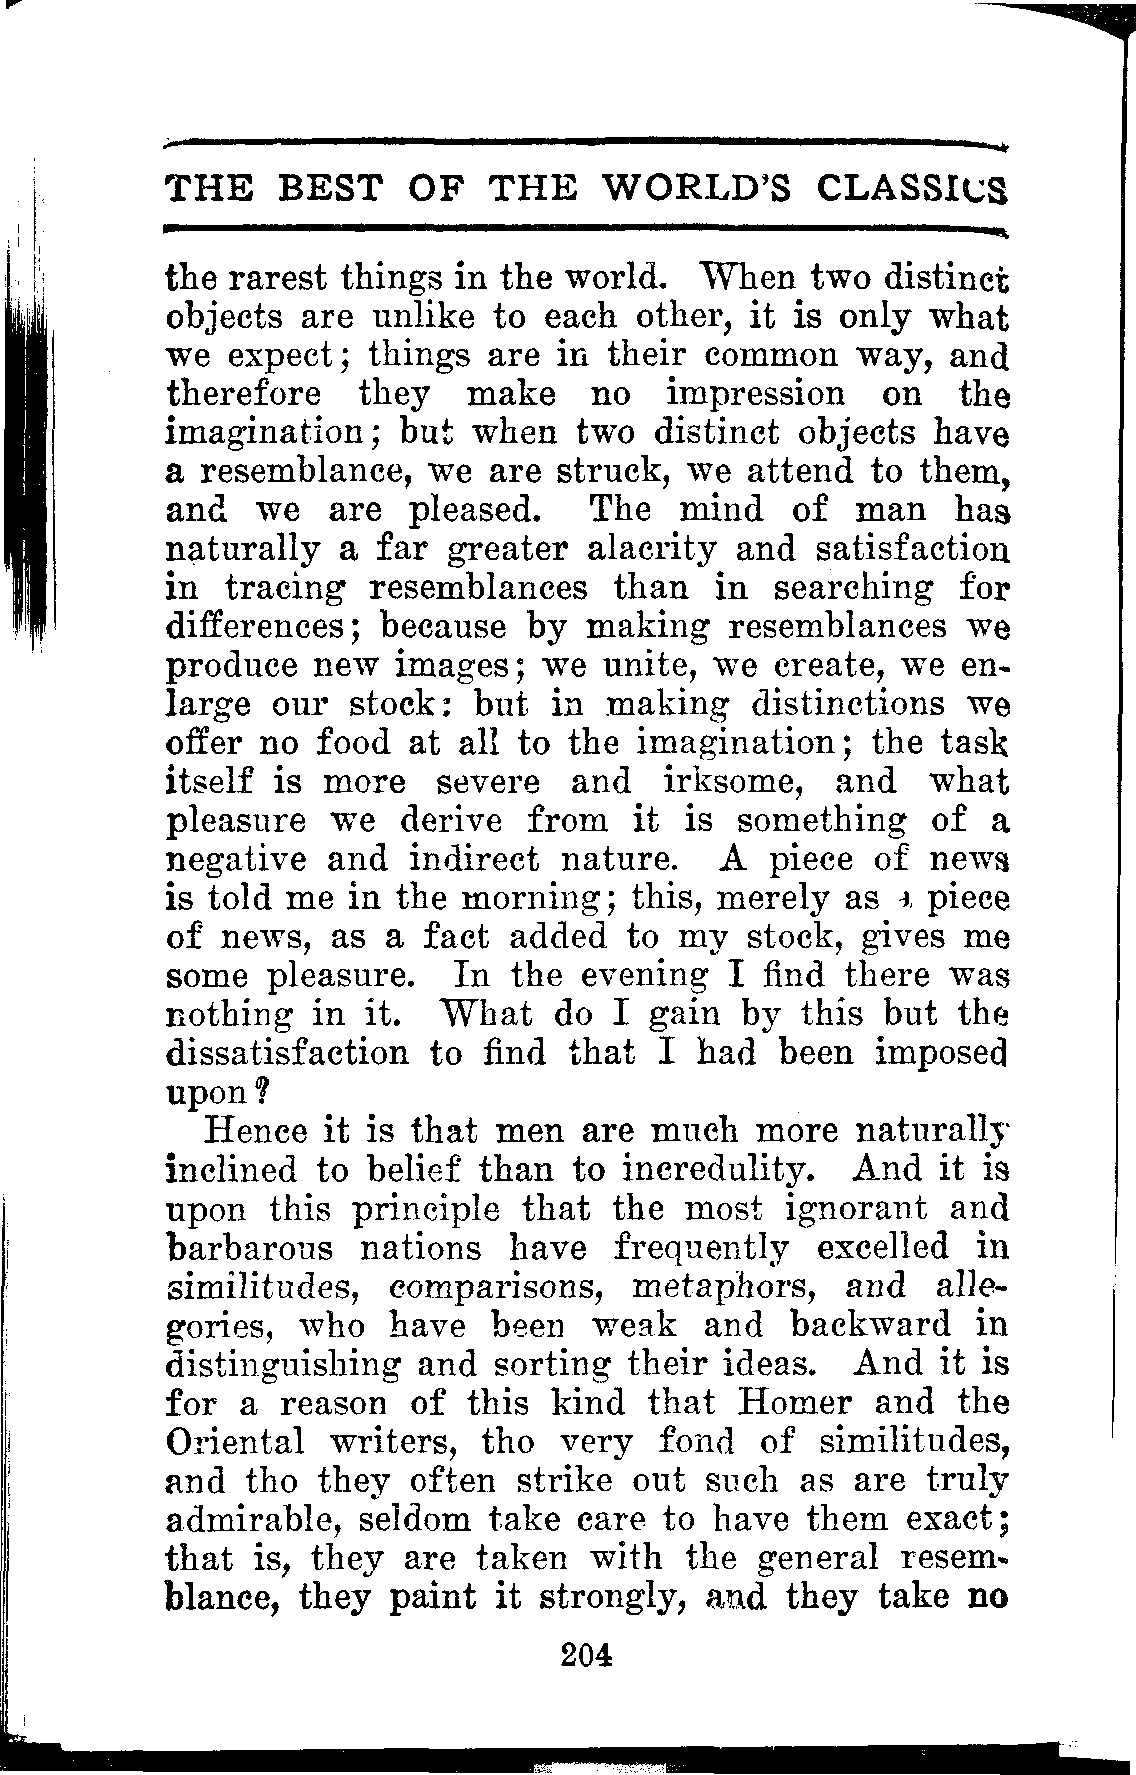 THE BEST OF THE WORLD'S CLASSICS
the rarest things in the world. When two distinct
objects are unlike to each other, it is only what
we expect; things are in their common way, and
therefore they make no impression on the
imagination; but when two distinct objects have
a resemblance, we are struck, we attend to them,
and we are pleased. The mind of man has
naturally a far greater alacrity and satisfaction
in tracing resemblances than in searching for
differences; because by making resemblances we
produce new images; we unite, we create, we en-
large our stock: but in making distinctions we
offer no food at all to the imagination; the task
itself is more severe and irksome, and what
pleasure we derive from it is something of a
negative and indirect nature. A piece of news
is told me in the morning; this, merely as a piece
of news, as a fact added to my stock, gives me
some pleasure. In the evening I find there was
nothing in it. What do I gain by this but the
dissatisfaction to find that I had been imposed
upon?
Hence it is that men are much more naturally
inclined to belief than to incredulity. And it is
upon this principle that the most ignorant and
barbarous nations have frequently excelled in
similitudes, comparisons, metaphors, and alle-
gories, who have been weak and backward in
distinguishing and sorting their ideas. And it is
for a reason of this kind that Homer and the
Oriental writers, tho very fond of similitudes,
and tho they often strike out such as are truly
admirable, seldom take care to have them exact;
that is, they are taken with the general resem-
blance, they paint it strongly, and they take no
204